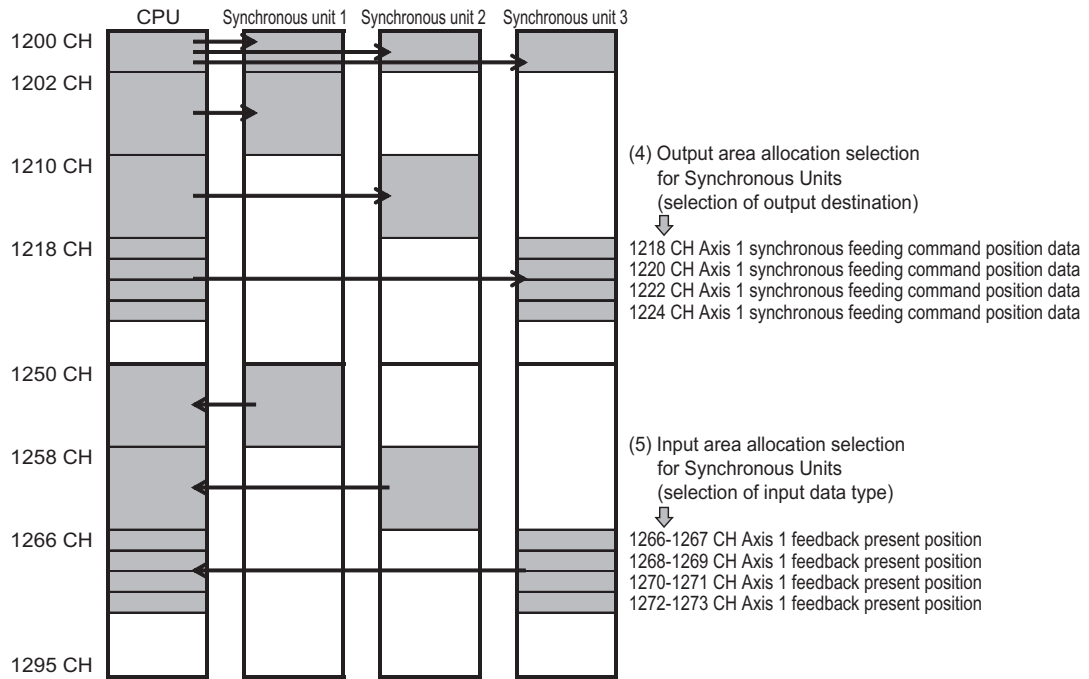 CPU Synchronous unit 1 Synchronous unit 2 Synchronous unit 3
1200 CH
1202 CH
1210 CH
1218 CH
1250 CH
1258 CH
1266 CH
1295 CH
(4) Output area allocation selection
for Synchronous Units
(selection of output destination)
1218 CH Axis 1 synchronous feeding command position data
1220 CH Axis 1 synchronous feeding command position data
1222 CH Axis 1 synchronous feeding command position data
1224 CH Axis 1 synchronous feeding command position data
(5) Input area allocation selection
for Synchronous Units
(selection of input data type)
1266-1267 CH Axis 1 feedback present position
1268-1269 CH Axis 1 feedback present position
1270-1271 CH Axis 1 feedback present position
1272-1273 CH Axis 1 feedback present position